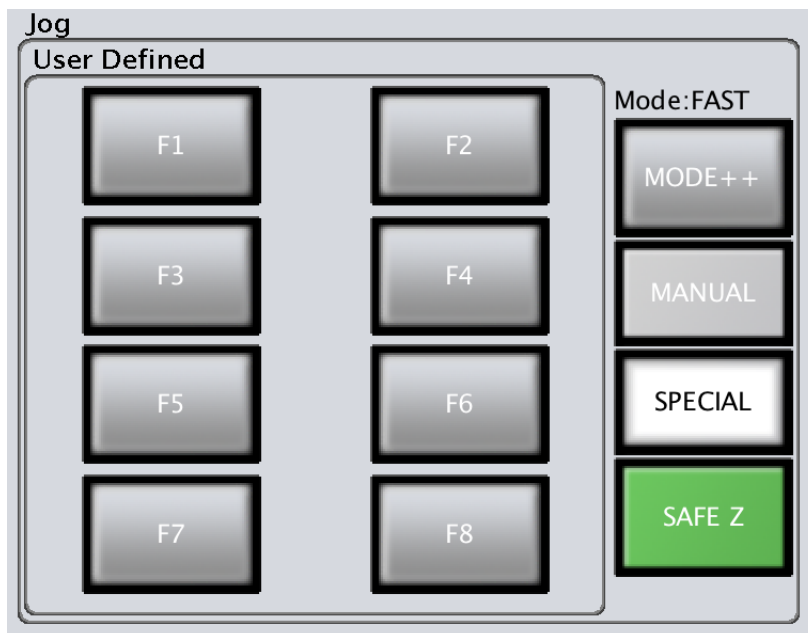 Jog
User Defined
Mode:FAST
F1
F2
MODE++
F3
F4
MANUAL
F5
F6
SPECIAL
F7
F8
SAFE Z